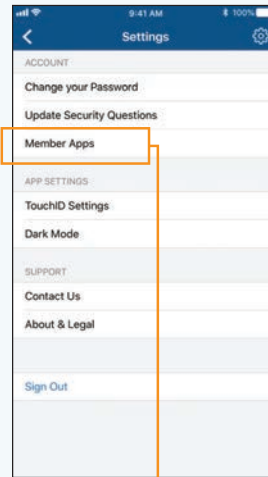 9:41 AM
100%
Settings
ACCOUNT
Change your Password
Update Security Questions
Member Apps
APP SETTINGS
TouchID Settings
Dark Mode
SUPPORT
Contact Us
About & Legal
Sign Out